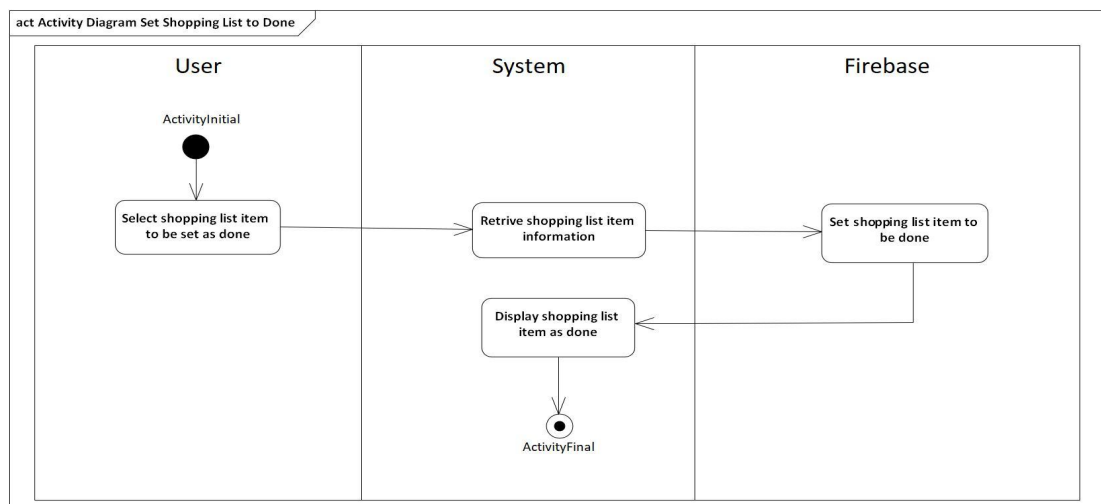 act Activity Diagram Set Shopping List to Done
User
System
Firebase
ActivityInitial
Select shopping list item
to be set as done
Retrive shopping list item
information
Set shopping list item to
be done
Display shopping list
item as done
ActivityFinal